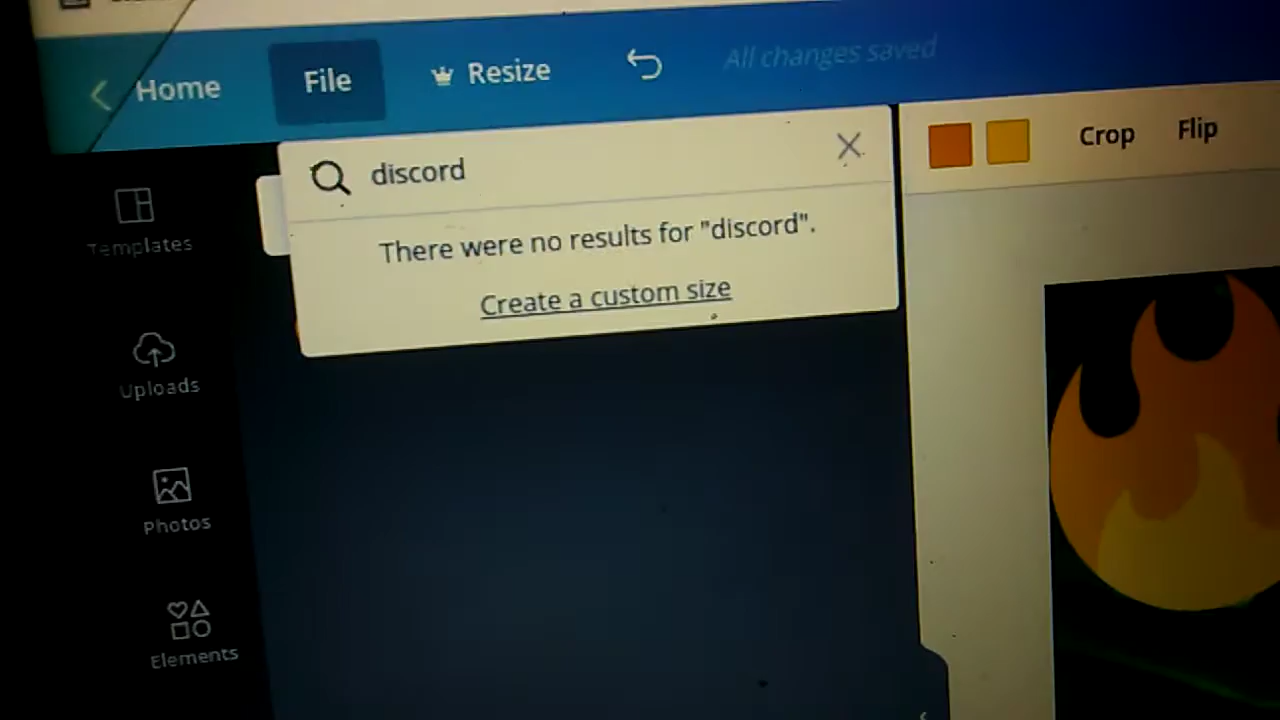 Home
File
Resize
All changes saved
discord
Crop
Flip
There were no results for "discord".
Create a custom size
Templates
Uploads
Photos
Elements